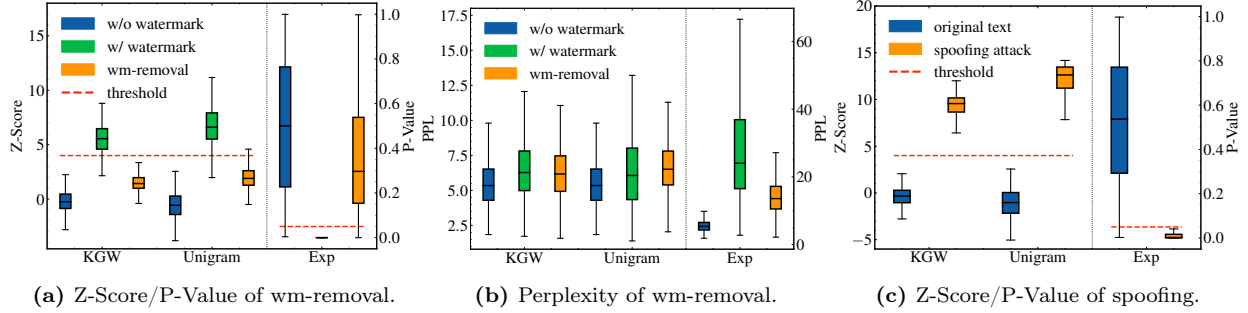 w/o watermark
w/ watermark
wm-removal
threshold
Z-Score
15
10
5
0
P-Value
1.0
0.8
0.6
0.4
0.2
0.0
KGW Unigram Exp
(a) Z-Score/P-Value of wm-removal.
w/o watermark
w/ watermark
wm-removal
PPL
17.5
15.0
12.5
10.0
7.5
5.0
2.5
PPL
60
40
20
0
KGW Unigram Exp
(b) Perplexity of wm-removal.
original text
spoofing attack
threshold
Z-Score
20
15
10
5
0
−5
P-Value
1.0
0.8
0.6
0.4
0.2
0.0
KGW Unigram Exp
(c) Z-Score/P-Value of spoofing.